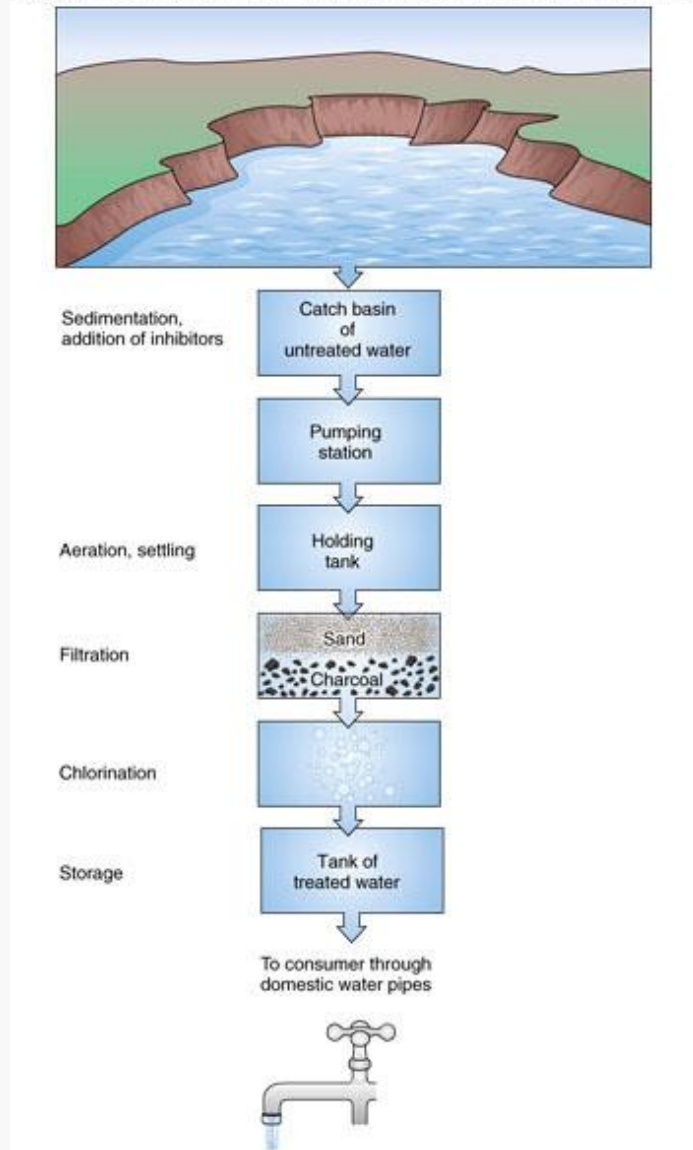 Sedimentation,
addition of inhibitors
Catch basin
of
untreated water
Pumping
station
Aeration, settling
Holding
tank
Filtration
Sand
Charcoal
Chlorination
Storage
Tank of
treated water
To consumer through
domestic water pipes